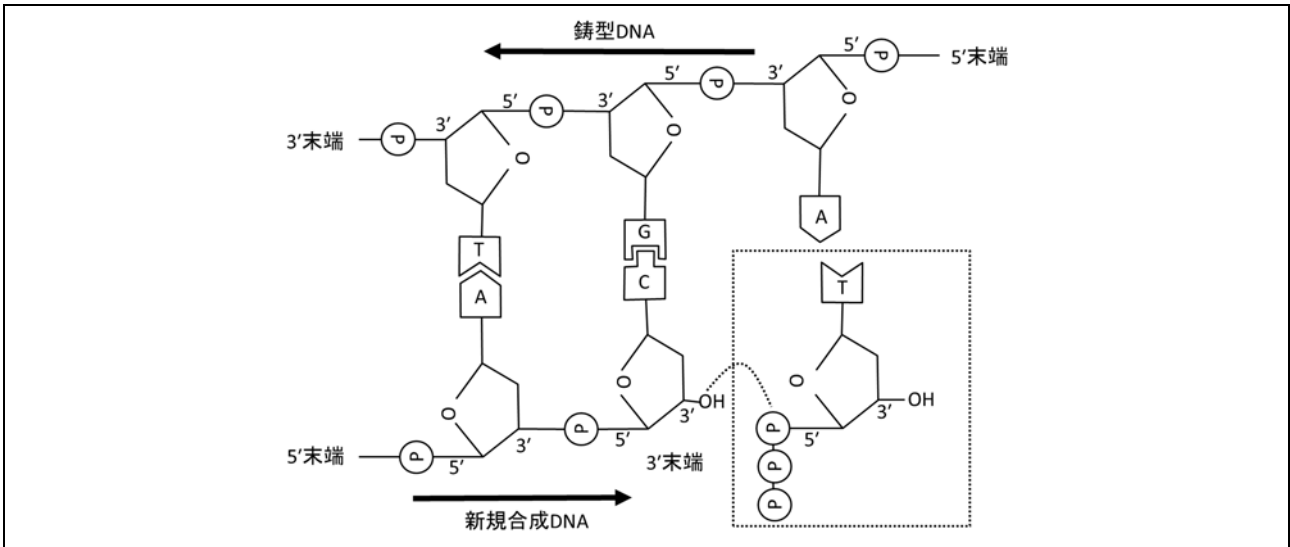 鋳型DNA
5′ P 5′末端
5′ P 3′
5′ P 3′ O
3′末端 P 3′ O
O
A
T G
A C T
O O O
3′ OH 3′ OH
5′末端 P 5′ 3′ P 5′ 3′末端 P 5′
P
P
新規合成DNA